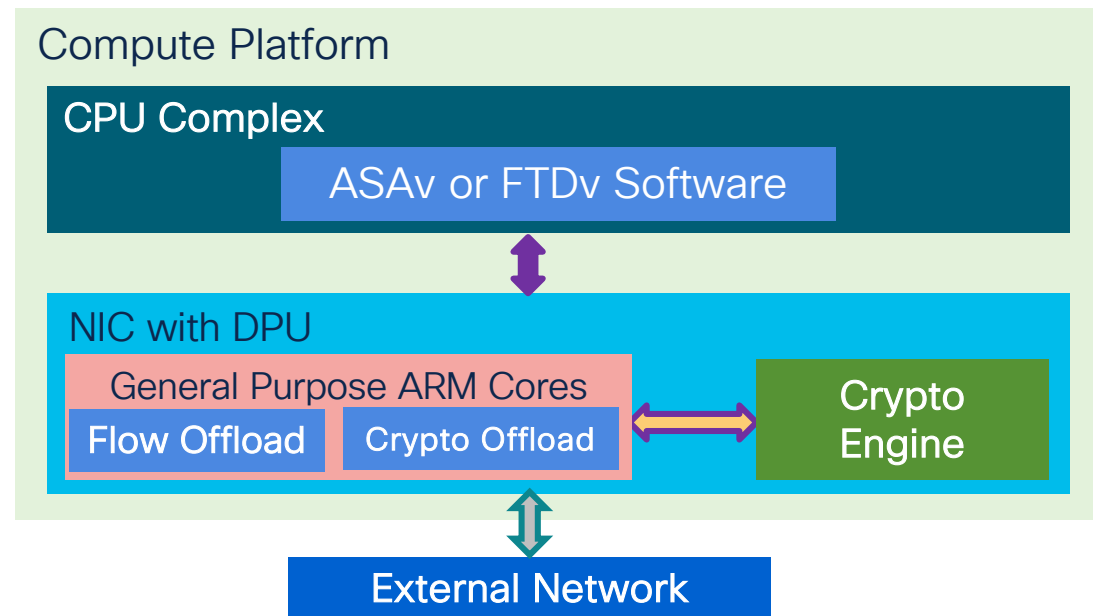 Compute Platform
CPU Complex
ASAv or FTDv Software
NIC with DPU
General Purpose ARM Cores
Flow Offload
Crypto Offload
Crypto
Engine
External Network